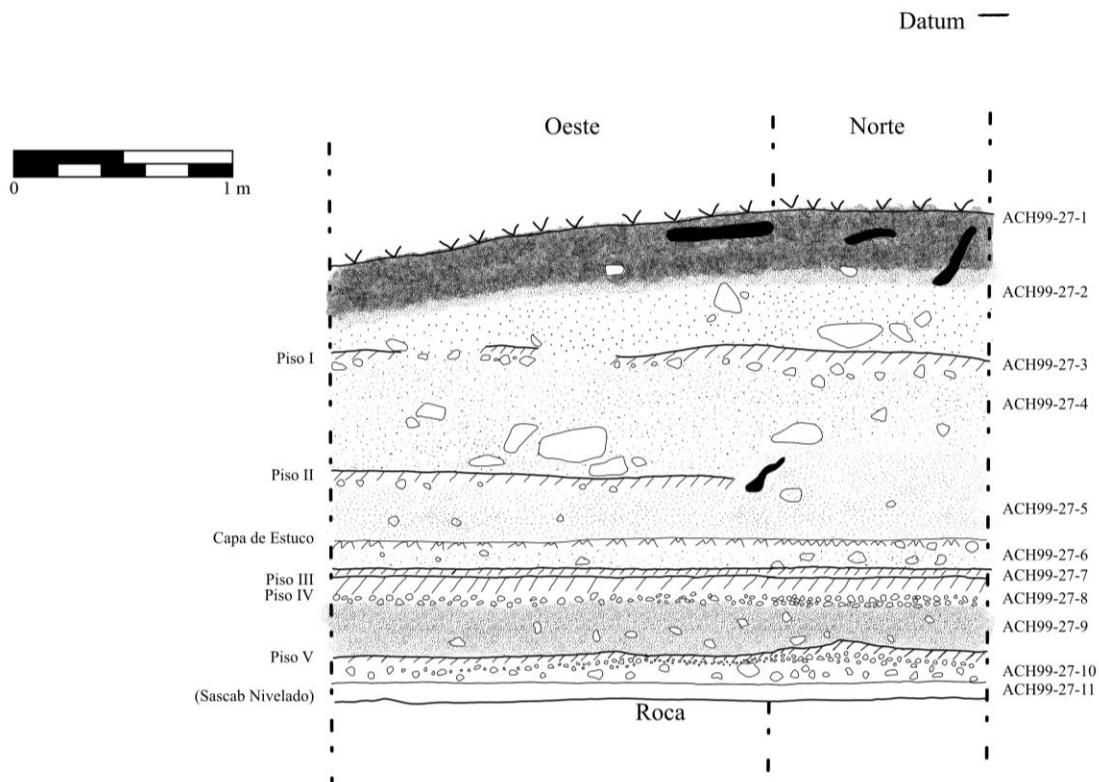 Datum
Oeste
Norte
0
1 m
ACH99-27-1
ACH99-27-2
Piso I
ACH99-27-3
ACH99-27-4
Piso II
ACH99-27-5
Capa de Estuco
ACH99-27-6
Piso III
ACH99-27-7
Piso IV
ACH99-27-8
ACH99-27-9
Piso V
ACH99-27-10
(Sascab Nivelado)
ACH99-27-11
Roca